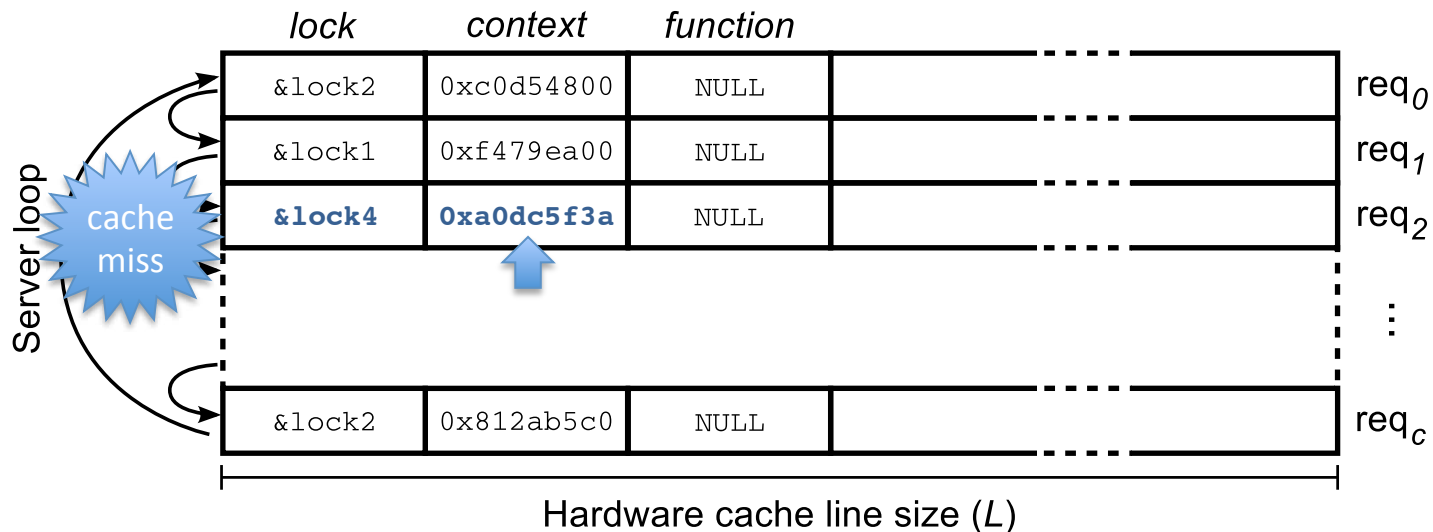 lock context function
&lock2 0xc0d54800 NULL req0
&lock1 0xf479ea00 NULL req1
&lock4 0xa0dc5f3a NULL req2
Server loop
cache
miss
...
&lock2 0x812ab5c0 NULL reqc
Hardware cache line size (L)